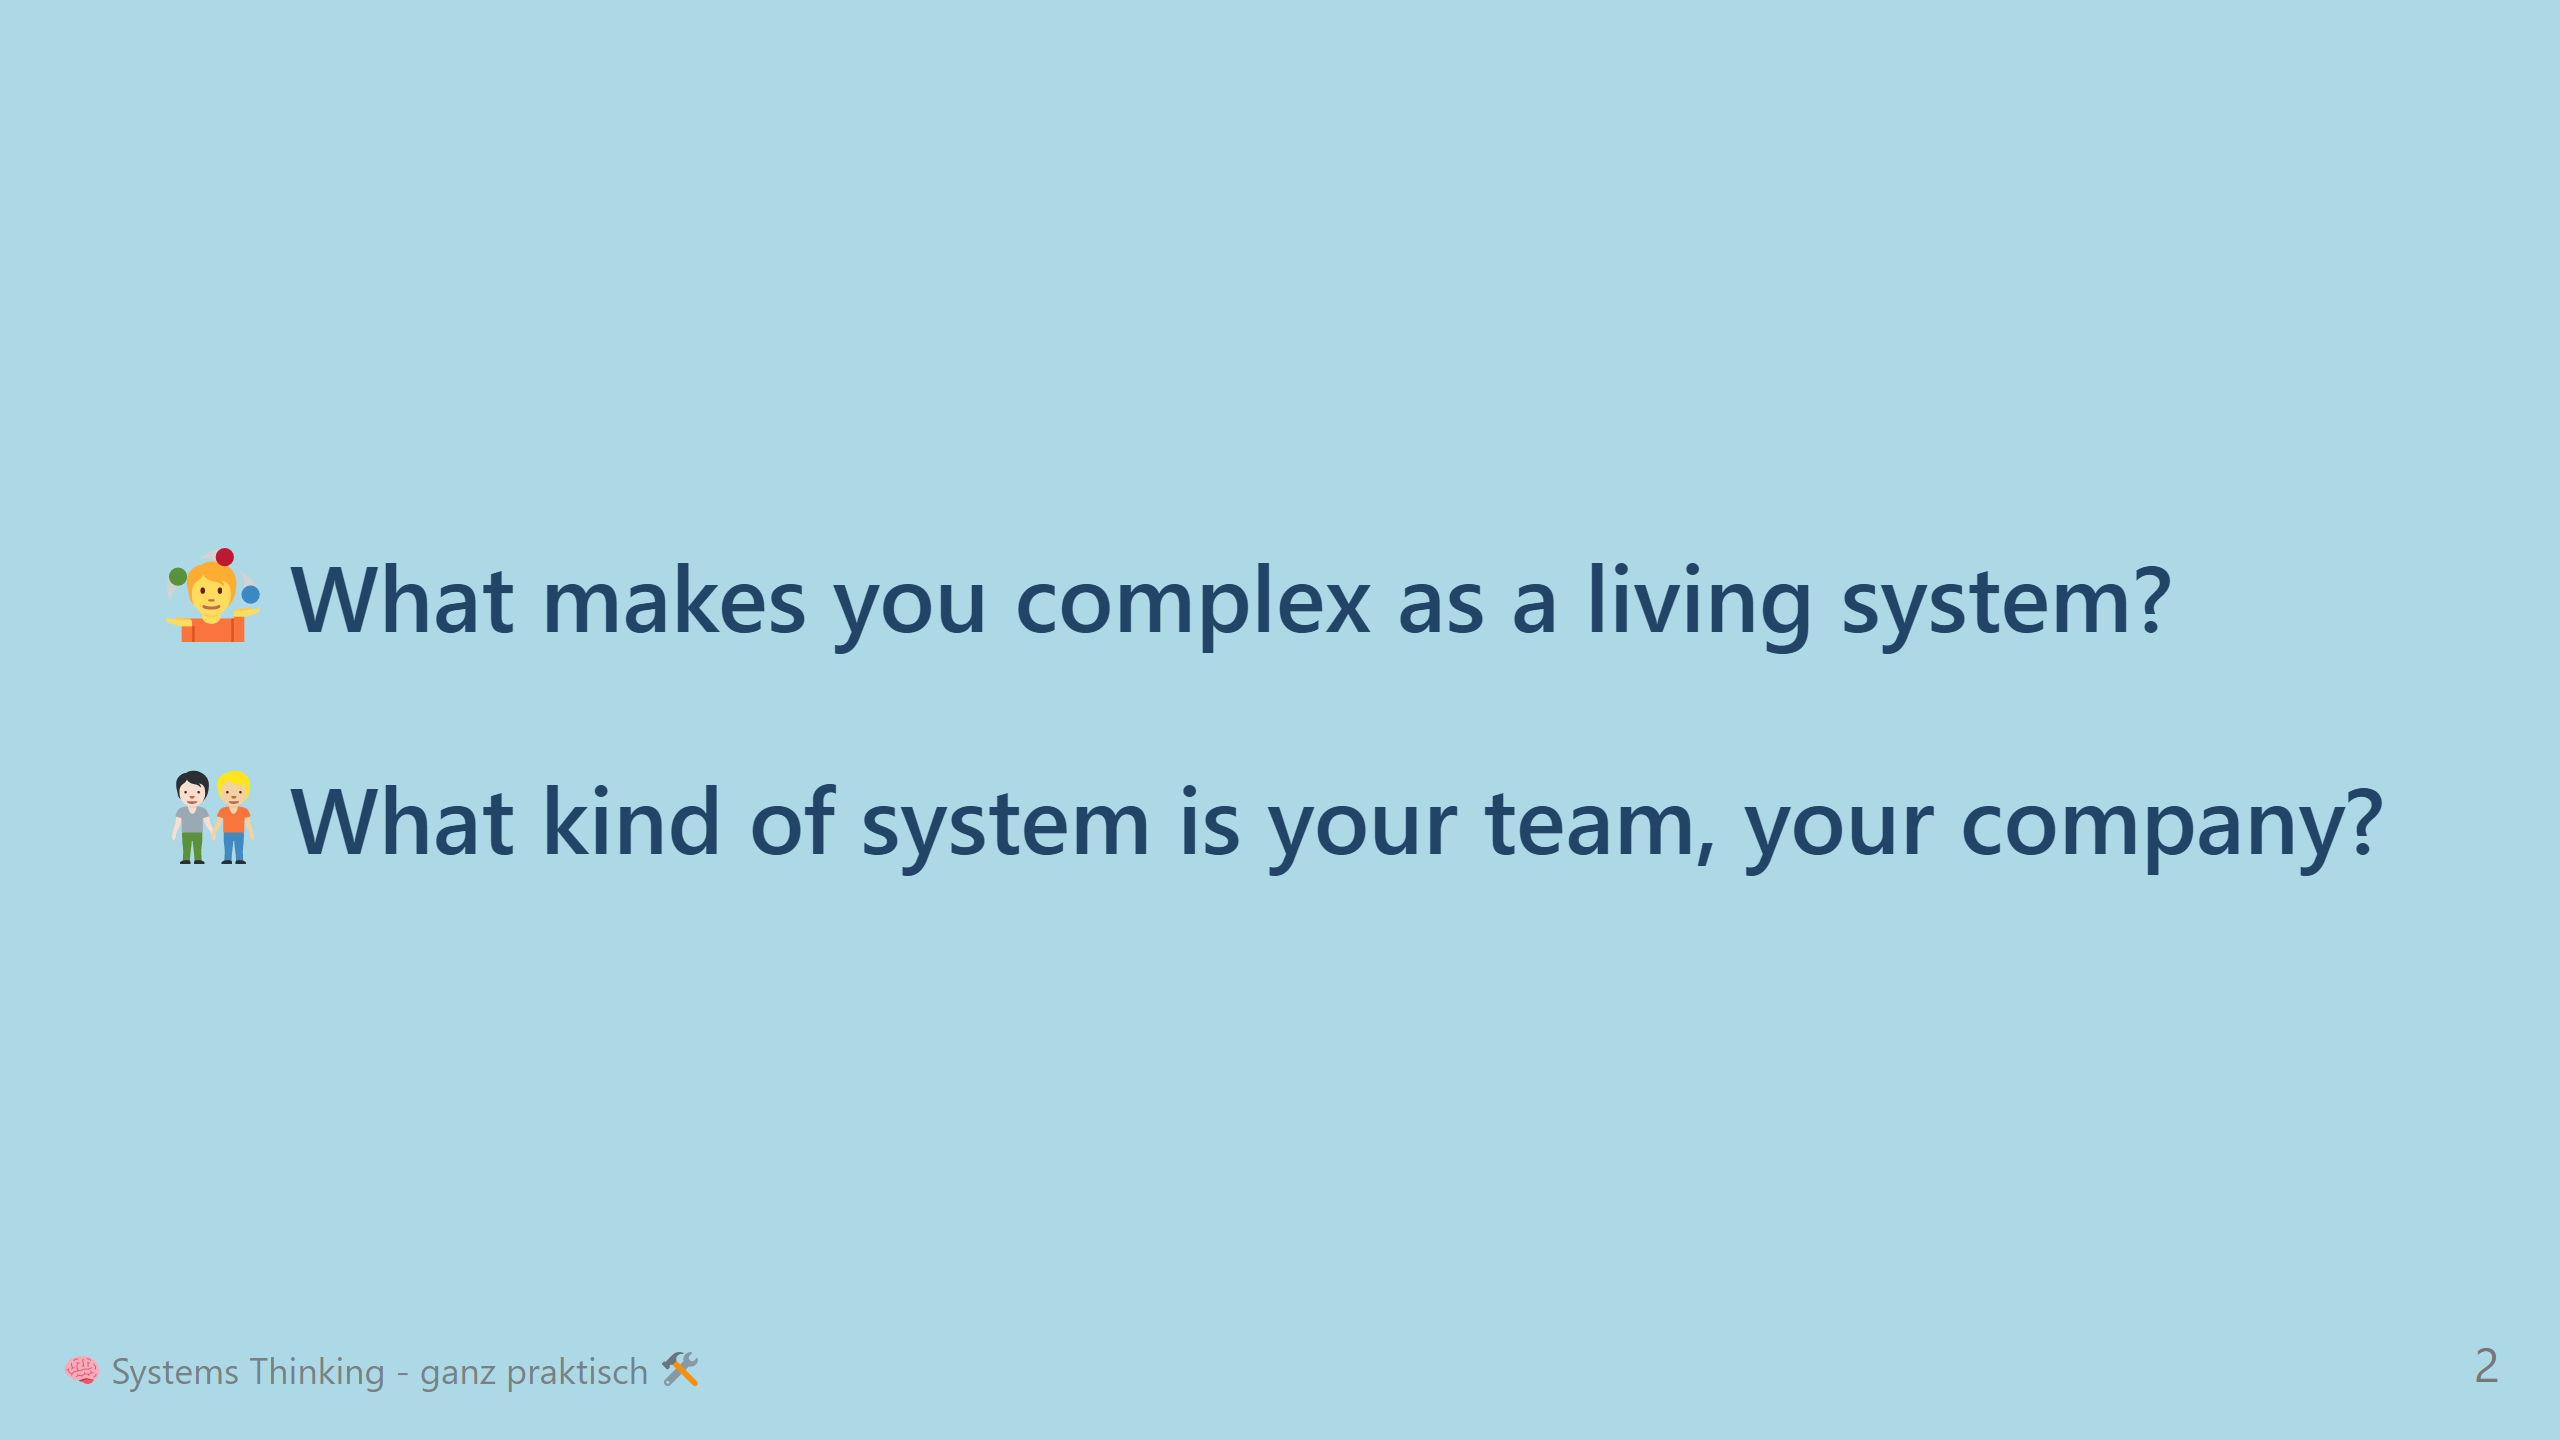 🤹 What makes you complex as a living system?
🧑🏻‍🤝‍🧑🏼 What kind of system is your team, your company?
🧠 Systems Thinking - ganz praktisch 🛠️
2